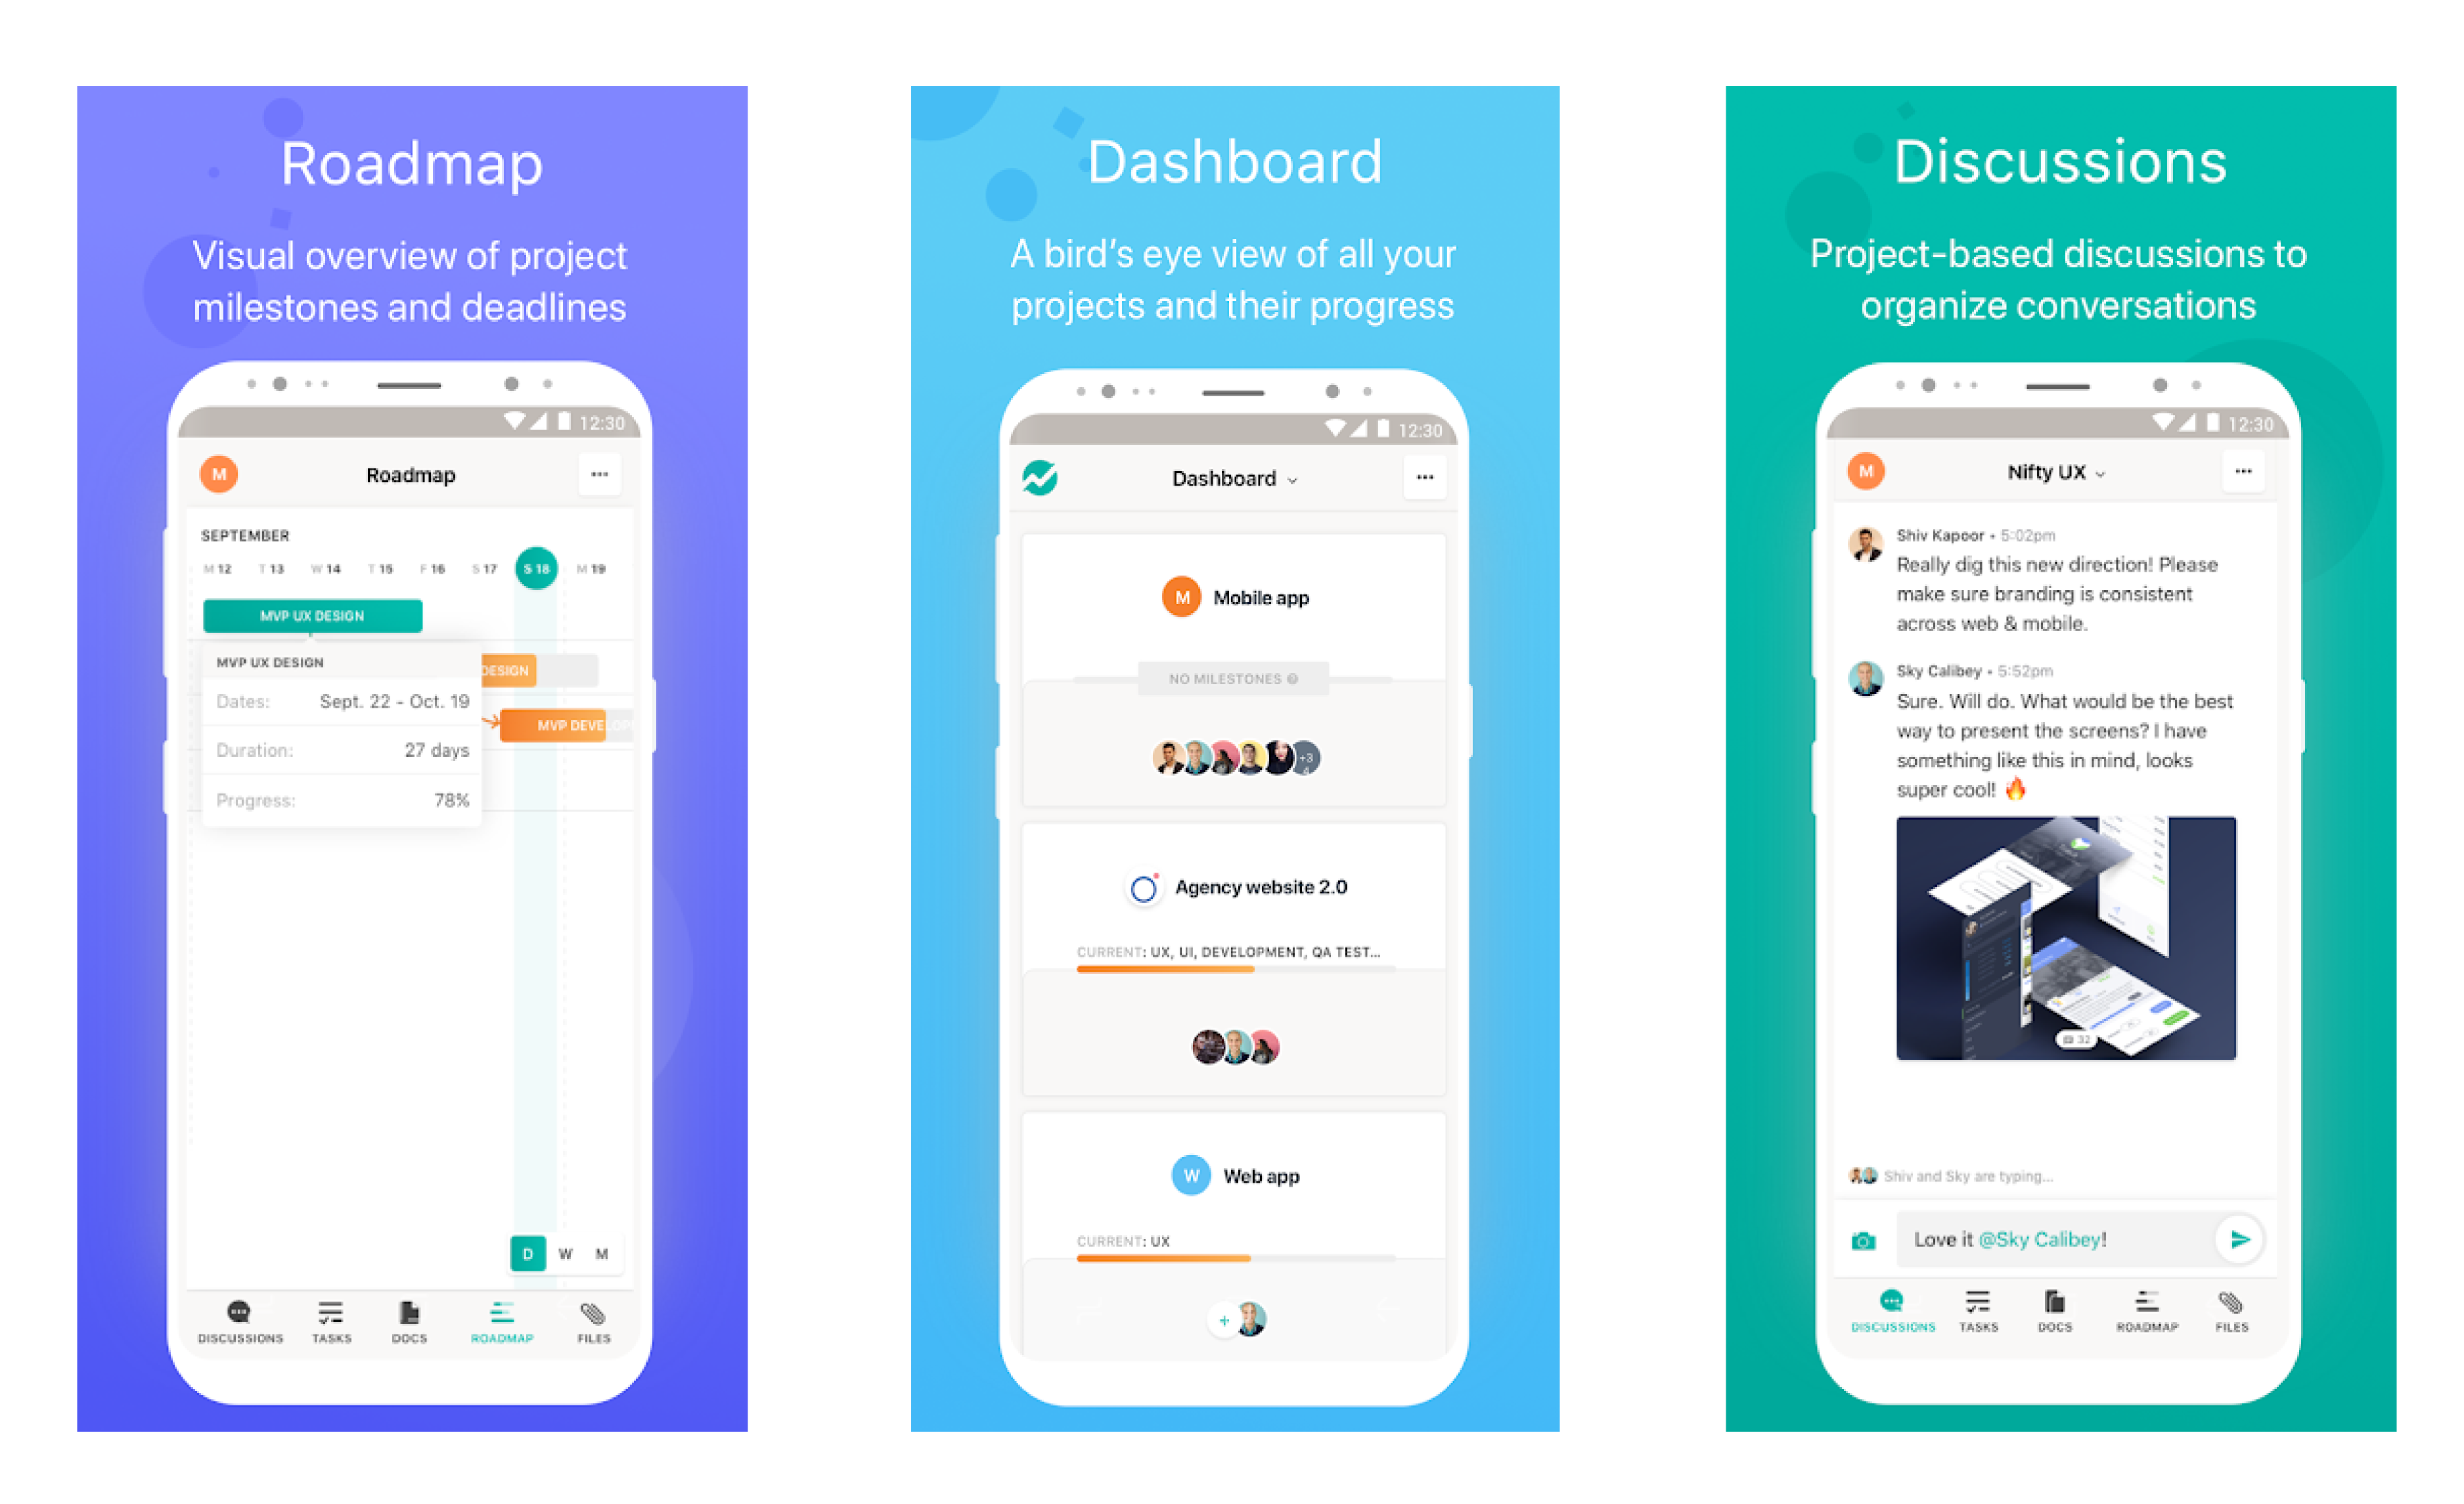 Roadmap
Visual overview of project
milestones and deadlines
12:30
M
Roadmap
SEPTEMBER
M 12 T 13 W 14 T 15 F 16 S 17 S 18 M 19
MVP UX DESIGN
MVP UX DESIGN
DESIGN
Dates: Sept. 22 - Oct. 19
MVP DEVELOP
Duration: 27 days
Progress: 78%
D W M
DISCUSSIONS TASKS DOCS ROADMAP FILES
Dashboard
A bird's eye view of all your
projects and their progress
12:30
Dashboard
M Mobile app
NO MILESTONES
+3
4
Agency website 2.0
CURRENT: UX, UI, DEVELOPMENT, QA TEST...
W Web app
CURRENT: UX
+
Discussions
Project-based discussions to
organize conversations
12:30
M
Nifty UX
Shiv Kapoor • 5:02pm
Really dig this new direction! Please
make sure branding is consistent
across web & mobile.
Sky Calibey • 5:52pm
Sure. Will do. What would be the best
way to present the screens? I have
something like this in mind, looks
super cool! 🔥
32
Shiv and Sky are typing...
Love it @Sky Calibey!
DISCUSSIONS TASKS DOCS ROADMAP FILES